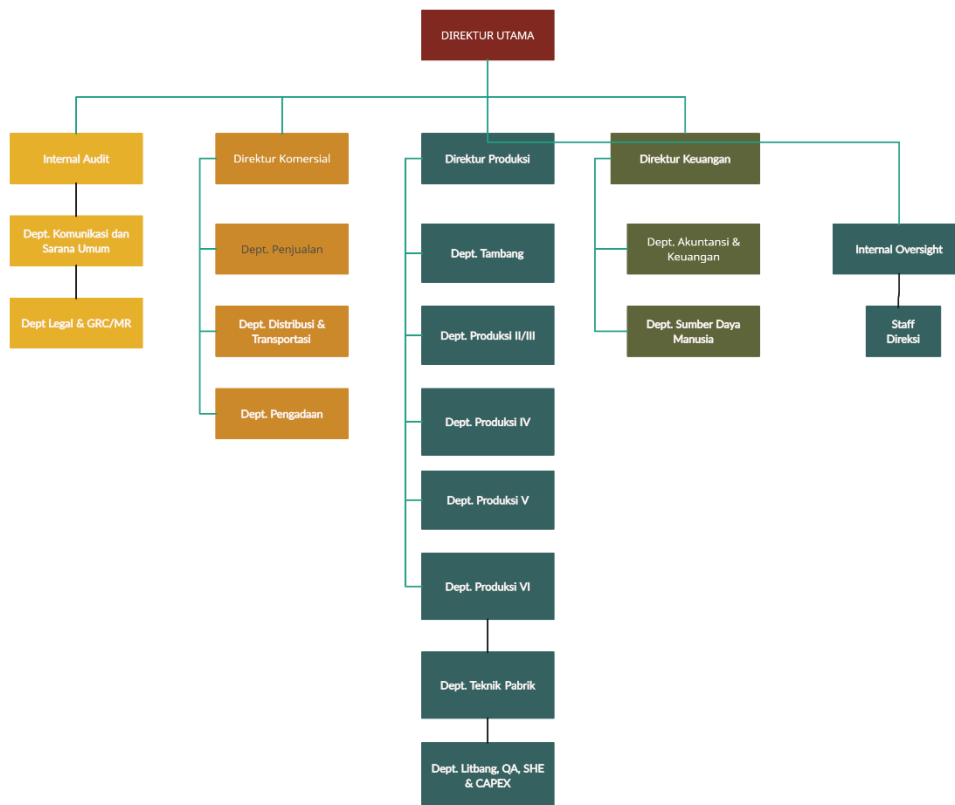 DIREKTUR UTAMA
Internal Audit
Direktur Komersial
Direktur Produksi
Direktur Keuangan
Dept. Komunikasi dan
Sarana Umum
Dept. Penjualan
Dept. Tambang
Dept. Akuntansi &
Keuangan
Internal Oversight
Dept Legal & GRC/MR
Dept. Distribusi &
Transportasi
Dept. Produksi II/III
Dept. Sumber Daya
Manusia
Staff
Direksi
Dept. Pengadaan
Dept. Produksi IV
Dept. Produksi V
Dept. Produksi VI
Dept. Teknik Pabrik
Dept. Litbang, QA, SHE
& CAPEX